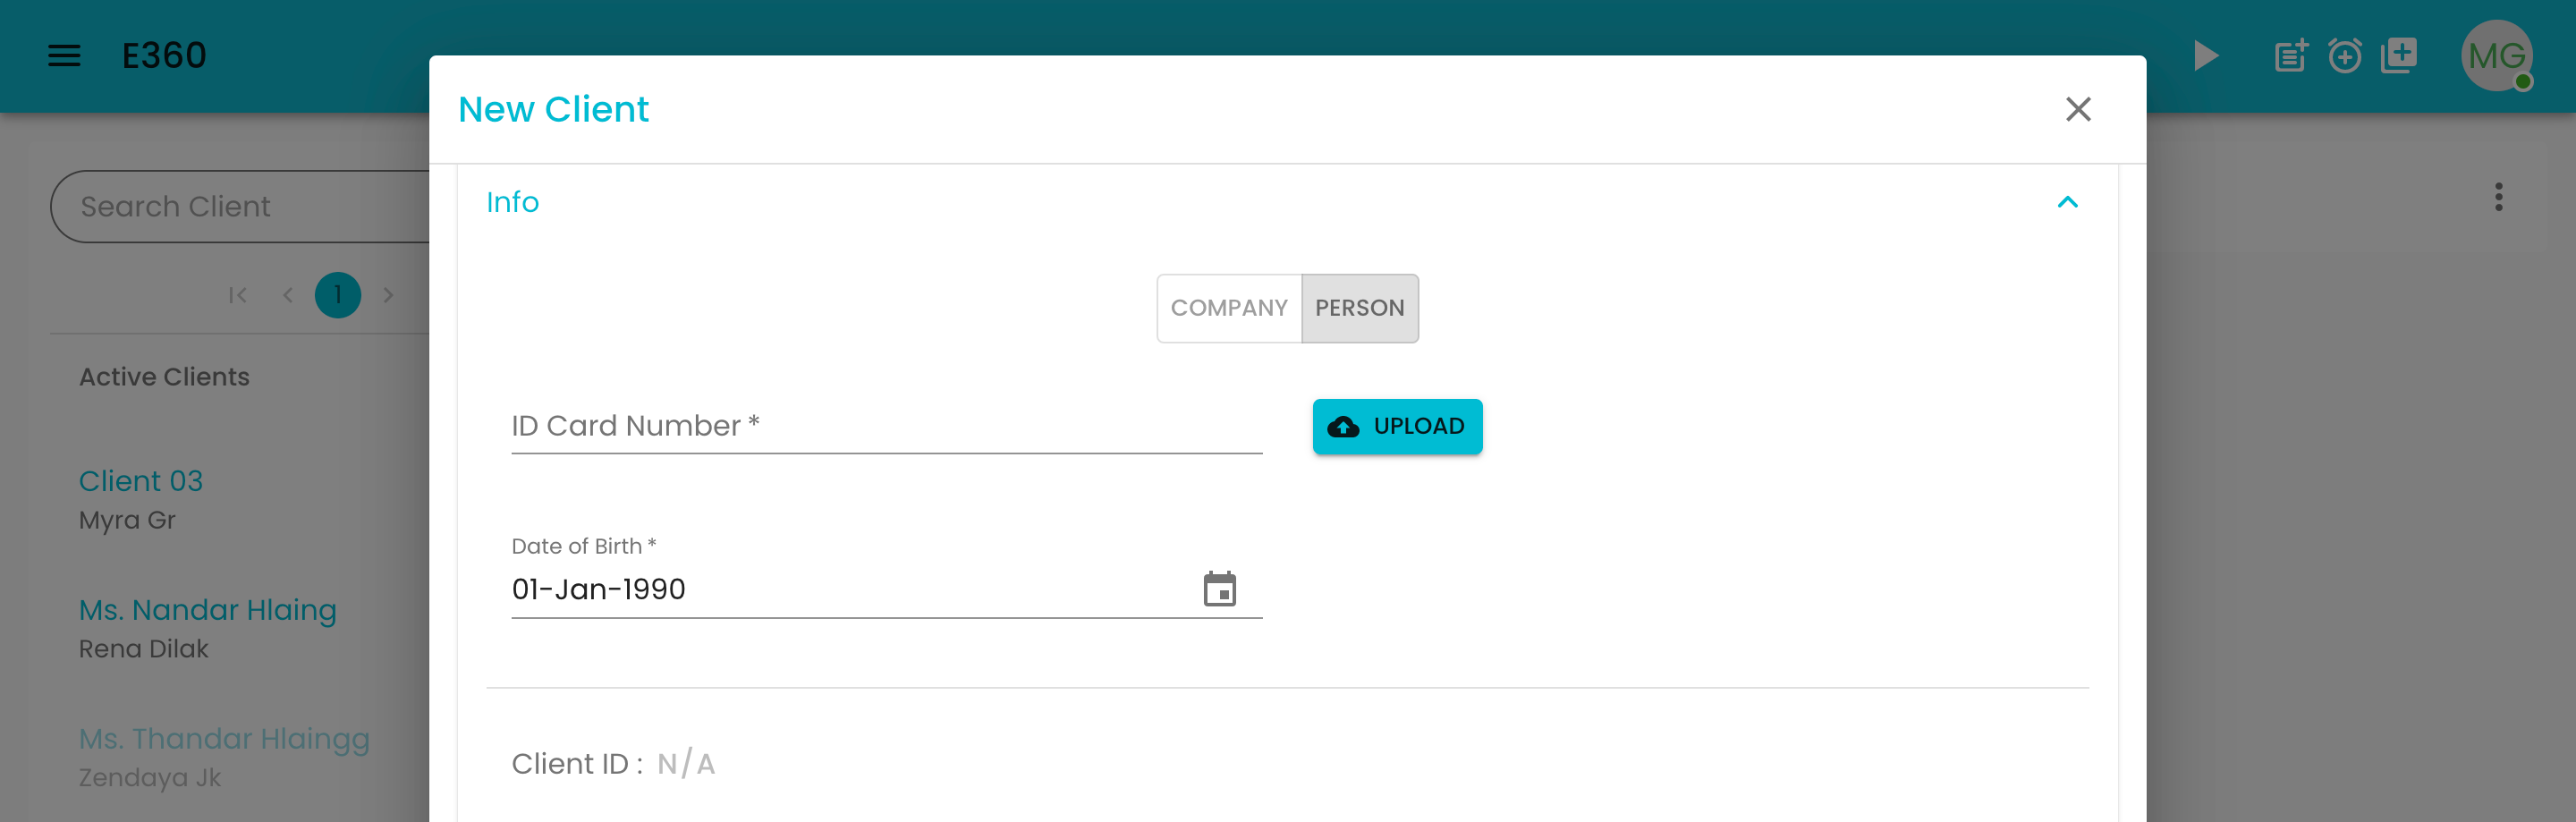 E360
MG
New Client
Search Client
Info
1
COMPANY PERSON
Active Clients
ID Card Number *
UPLOAD
Client 03
Myra Gr
Date of Birth *
01-Jan-1990
Ms. Nandar Hlaing
Rena Dilak
Ms. Thandar Hlaingg
Zendaya Jk
Client ID : N/A